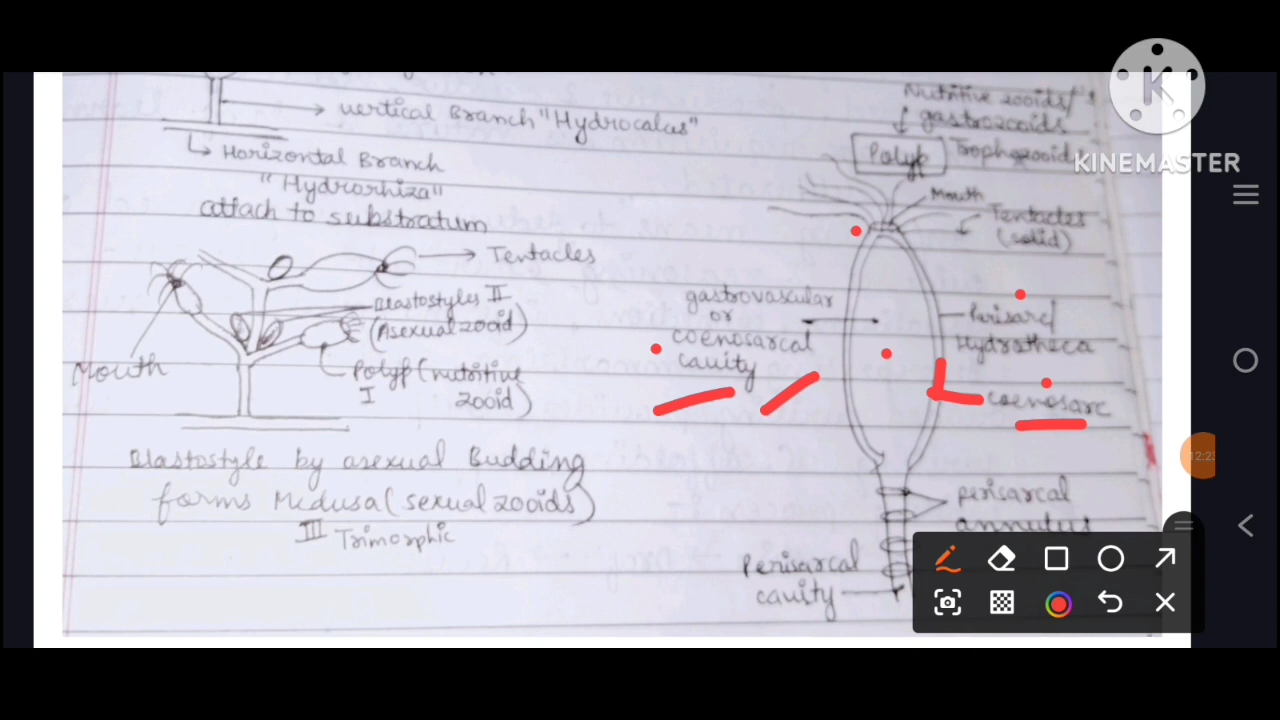 vertical Branch "Hydrocalus"
Horizontal Branch
"Hydrorhiza"
attach to substratum
Tentacles
Blastostyles II
(Asexual zooid)
Mouth
Polyp (nutritive
I zooid)
Blastostyle by asexual Budding
forms Medusa (sexual zooids)
III Trimorphic
Nutritive zooids/
gastrozooids
Polyp
Mouth
Tentacles
(solid)
gastrovascular
or
coenosarcal
cavity
Perisarc/
Hydrotheca
coenosarc
perisarcal
annulus
Perisarcal
cavity
K
KINEMASTER